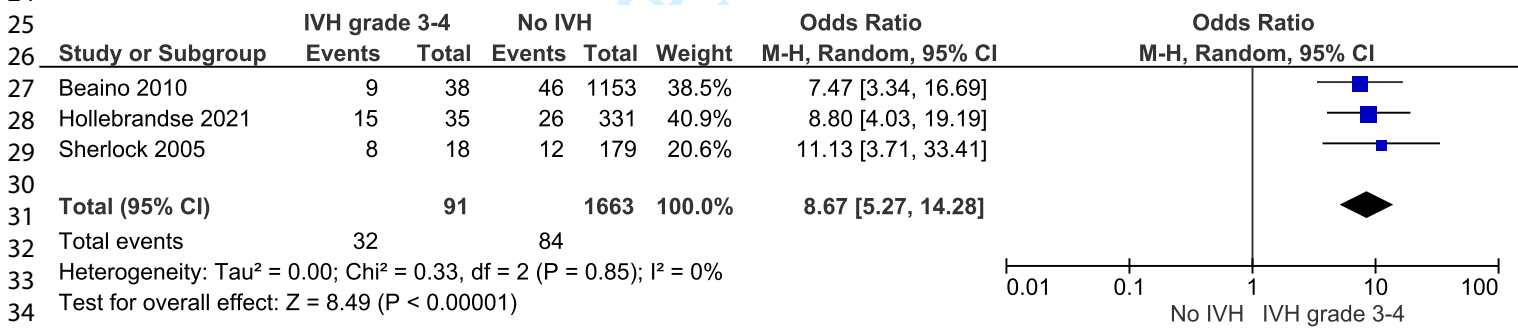 25 IVH grade 3-4 No IVH Odds Ratio Odds Ratio
26 Study or Subgroup Events Total Events Total Weight M-H, Random, 95% CI M-H, Random, 95% CI
27 Beaino 2010 9 38 46 1153 38.5% 7.47 [3.34, 16.69]
28 Hollebrandse 2021 15 35 26 331 40.9% 8.80 [4.03, 19.19]
29 Sherlock 2005 8 18 12 179 20.6% 11.13 [3.71, 33.41]
30
31 Total (95% CI) 91 1663 100.0% 8.67 [5.27, 14.28]
32 Total events 32 84
33 Heterogeneity: Tau² = 0.00; Chi² = 0.33, df = 2 (P = 0.85); I² = 0%
0.01 0.1 1 10 100
34 Test for overall effect: Z = 8.49 (P < 0.00001)
No IVH IVH grade 3-4